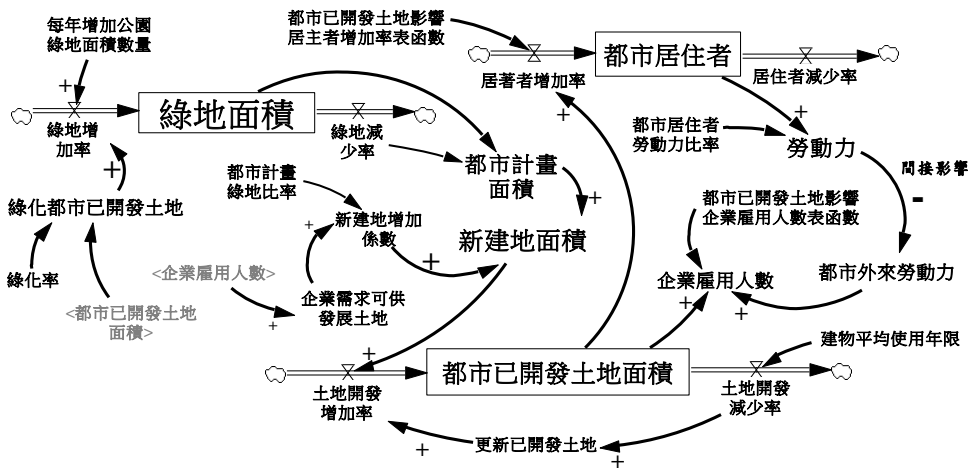 每年增加公園
綠地面積數量
都市已開發土地影響
居主者增加率表函數
都市居住者
居著者增加率
居住者減少率
+
+
+
綠地面積
綠地增
加率
綠地減
少率
都市居住者
勞動力比率
勞動力
都市計畫
面積
間接影響
-
+
都市計畫
綠地比率
綠化都市已開發土地
+
新建地增加
係數
+
新建地面積
都市已開發土地影響
企業雇用人數表函數
綠化率
<企業雇用人數>
+
企業雇用人數
都市外來勞動力
企業需求可供
發展土地
+
+
+
<都市已開發土地
面積>
+
建物平均使用年限
+
都市已開發土地面積
土地開發
增加率
土地開發
減少率
+
更新已開發土地
+